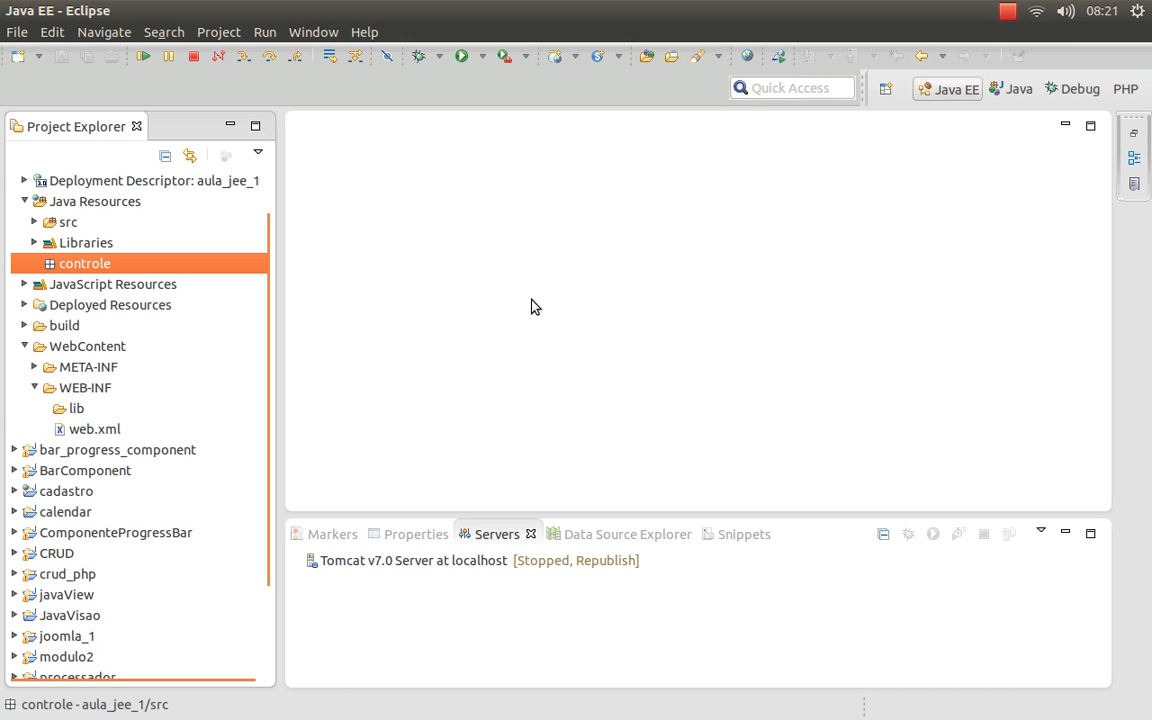 Java EE - Eclipse
08:21
File Edit Navigate Search Project Run Window Help
Quick Access
Java EE
Java
Debug
PHP
Project Explorer
Deployment Descriptor: aula_jee_1
Java Resources
src
Libraries
controle
JavaScript Resources
Deployed Resources
build
WebContent
META-INF
WEB-INF
lib
web.xml
bar_progress_component
BarComponent
cadastro
calendar
ComponenteProgressBar
CRUD
crud_php
javaView
JavaVisao
joomla_1
modulo2
processador
Markers
Properties
Servers
Data Source Explorer
Snippets
Tomcat v7.0 Server at localhost [Stopped, Republish]
controle - aula_jee_1/src